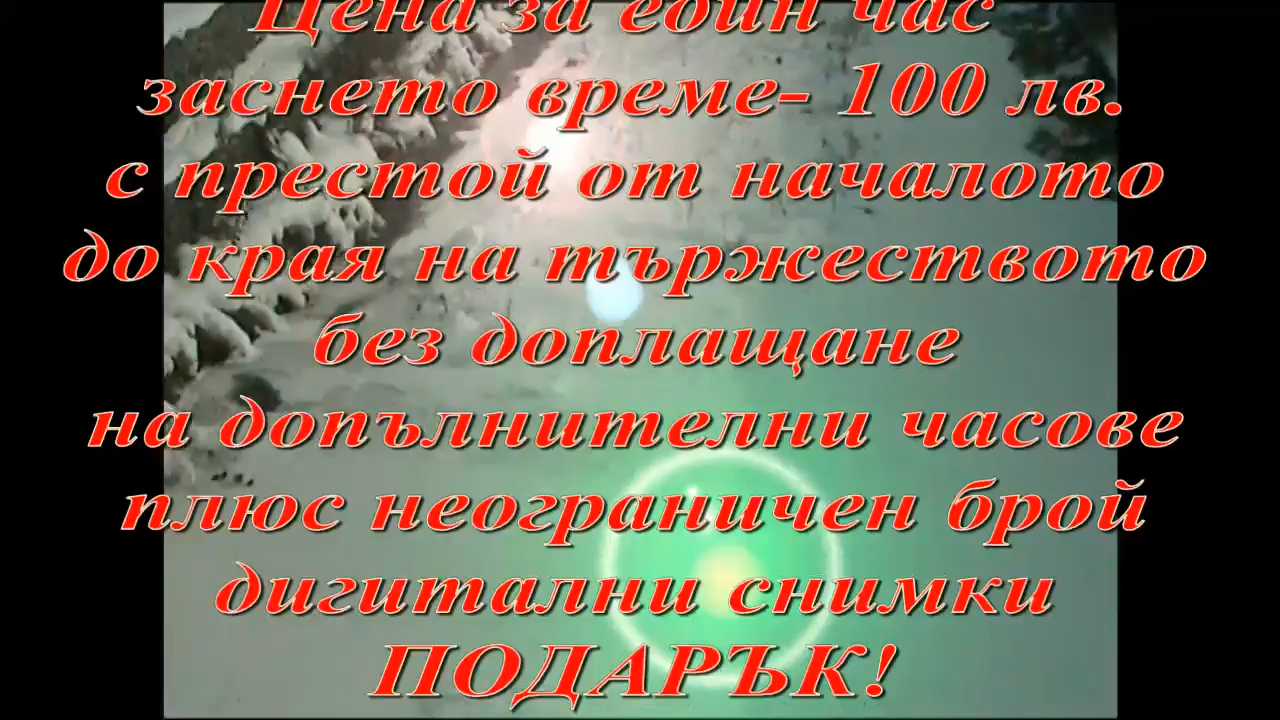 Цена за един час
заснето време- 100 лв.
с престой от началото
до края на тържеството
без доплащане
на допълнителни часове
плюс неограничен брой
дигитални снимки
ПОДАРЪК!